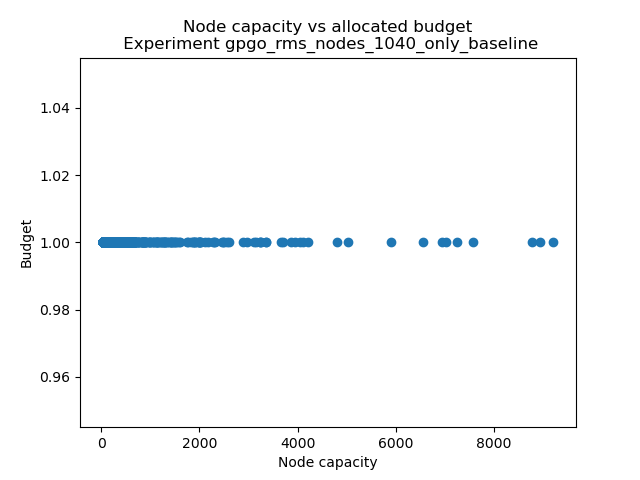 Node capacity vs allocated budget
Experiment gpgo_rms_nodes_1040_only_baseline
1.04
1.02
1.00
0.98
0.96
Budget
0
2000
4000
6000
8000
Node capacity